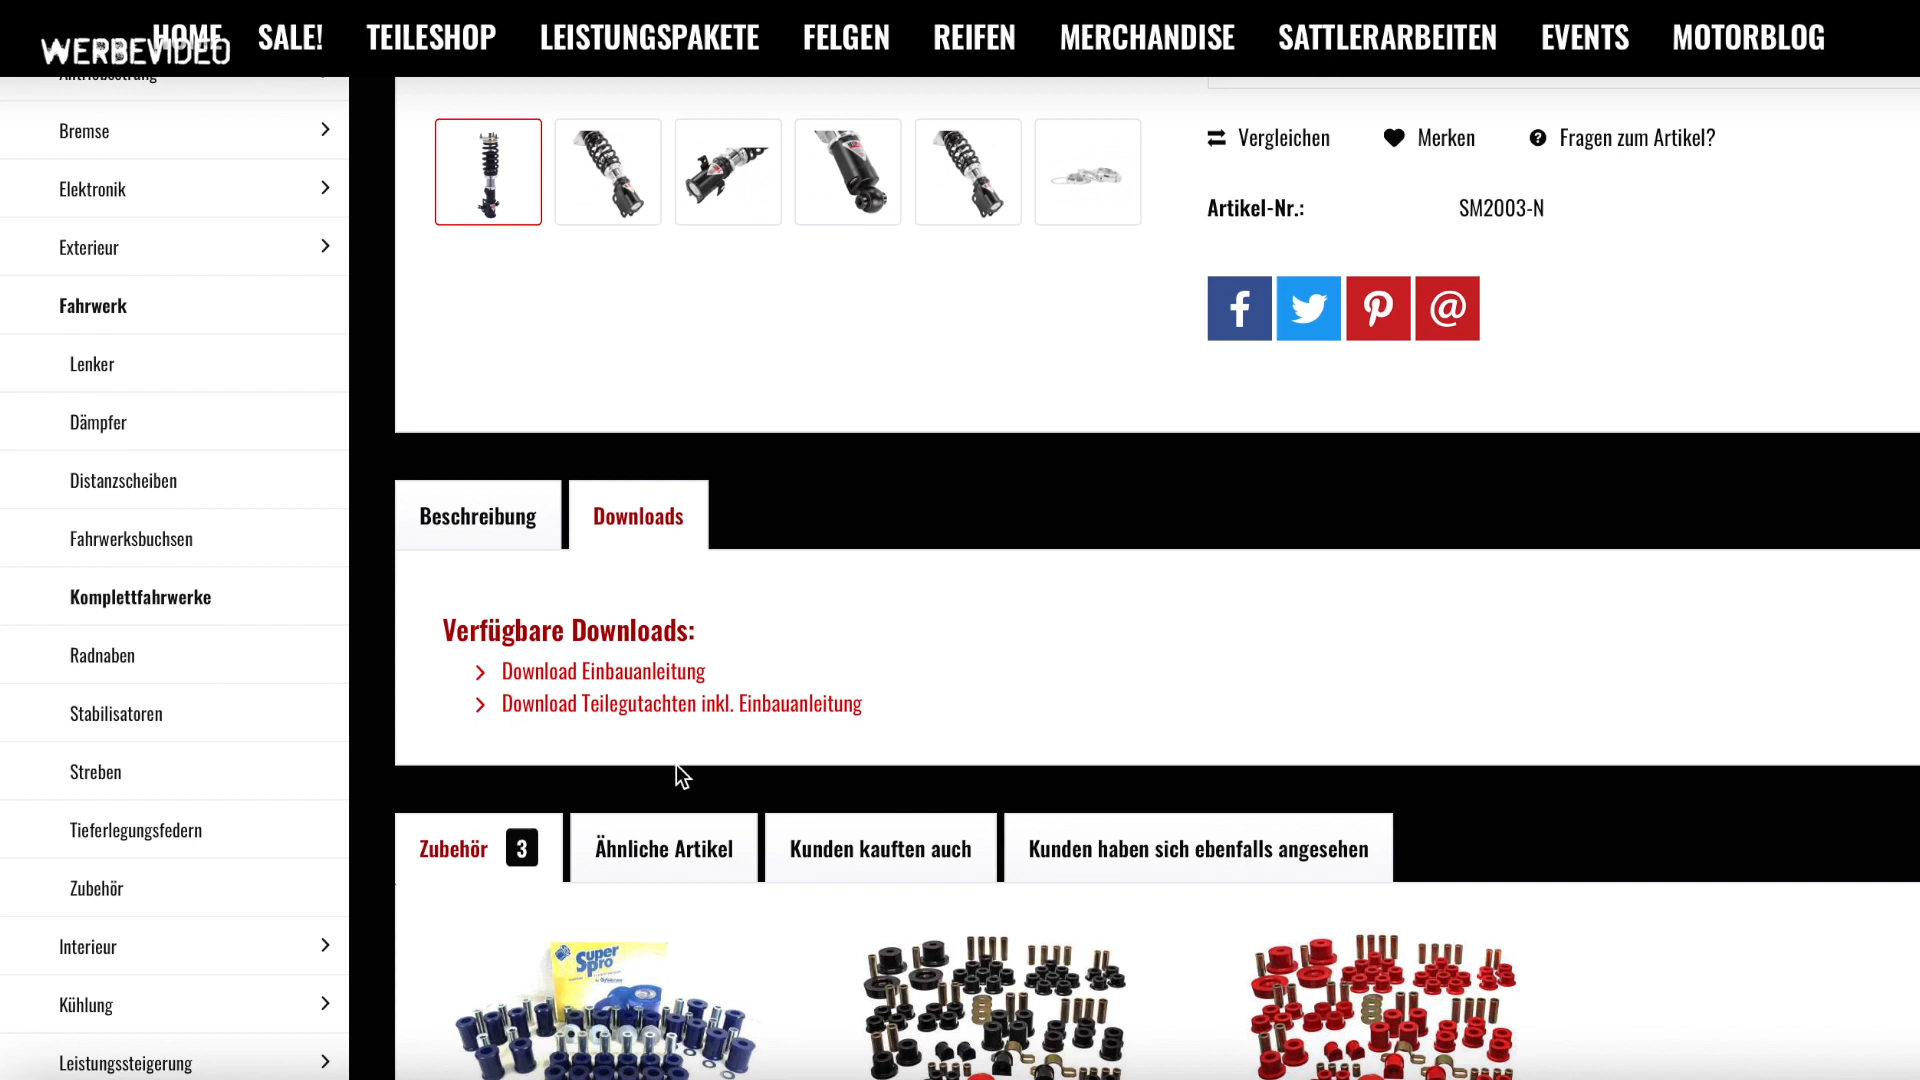 WERBEVIDEO
HOME SALE! TEILESHOP LEISTUNGSPAKETE FELGEN REIFEN MERCHANDISE SATTLERARBEITEN EVENTS MOTORBLOG
Antriebsstrang
Bremse
Elektronik
Exterieur
Fahrwerk
Lenker
Dämpfer
Distanzscheiben
Fahrwerksbuchsen
Komplettfahrwerke
Radnaben
Stabilisatoren
Streben
Tieferlegungsfedern
Zubehör
Interieur
Kühlung
Leistungssteigerung
Vergleichen Merken Fragen zum Artikel?
Artikel-Nr.: SM2003-N
Beschreibung Downloads
Verfügbare Downloads:
Download Einbauanleitung
Download Teilegutachten inkl. Einbauanleitung
Zubehör 3 Ähnliche Artikel Kunden kauften auch Kunden haben sich ebenfalls angesehen
Super
Pro